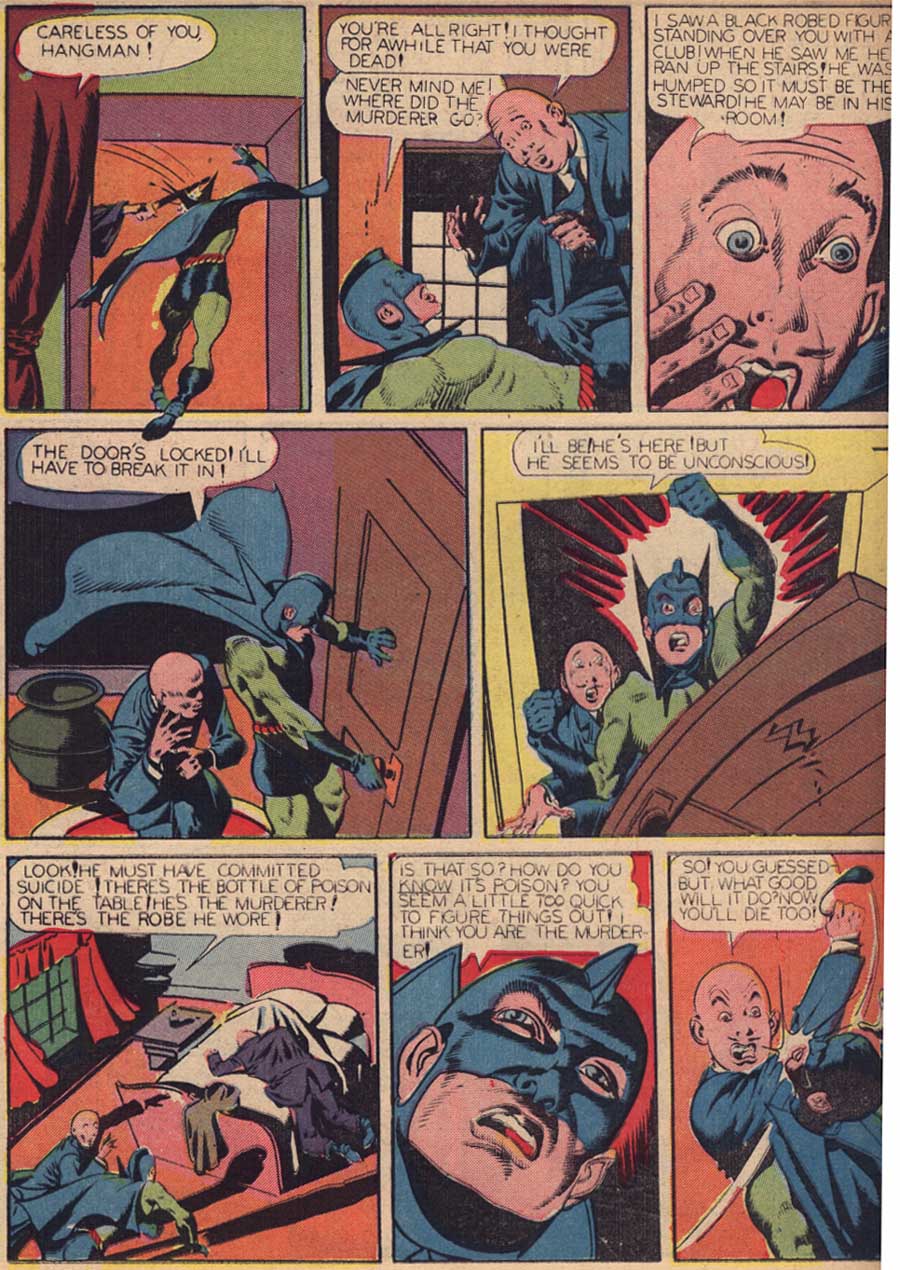 CARELESS OF YOU,
HANGMAN!
YOU'RE ALL RIGHT! I THOUGHT
FOR AWHILE THAT YOU WERE
DEAD!
NEVER MIND ME!
WHERE DID THE
MURDERER GO?
I SAW A BLACK ROBED FIGUR
STANDING OVER YOU WITH A
CLUB! WHEN HE SAW ME HE
RAN UP THE STAIRS! HE WAS
HUMPED SO IT MUST BE THE
STEWARD! HE MAY BE IN HIS
ROOM!
THE DOOR'S LOCKED! I'LL
HAVE TO BREAK IT IN!
I'LL BE! HE'S HERE! BUT
HE SEEMS TO BE UNCONSCIOUS!
LOOK! HE MUST HAVE COMMITTED
SUICIDE! THERE'S THE BOTTLE OF POISON
ON THE TABLE! HE'S THE MURDERER!
THERE'S THE ROBE HE WORE!
IS THAT SO? HOW DO YOU
KNOW IT'S POISON? YOU
SEEM A LITTLE TOO QUICK
TO FIGURE THINGS OUT! I
THINK YOU ARE THE MURDER-
ER!
SO! YOU GUESSED-
BUT, WHAT GOOD
WILL IT DO? NOW
YOU'LL DIE TOO!